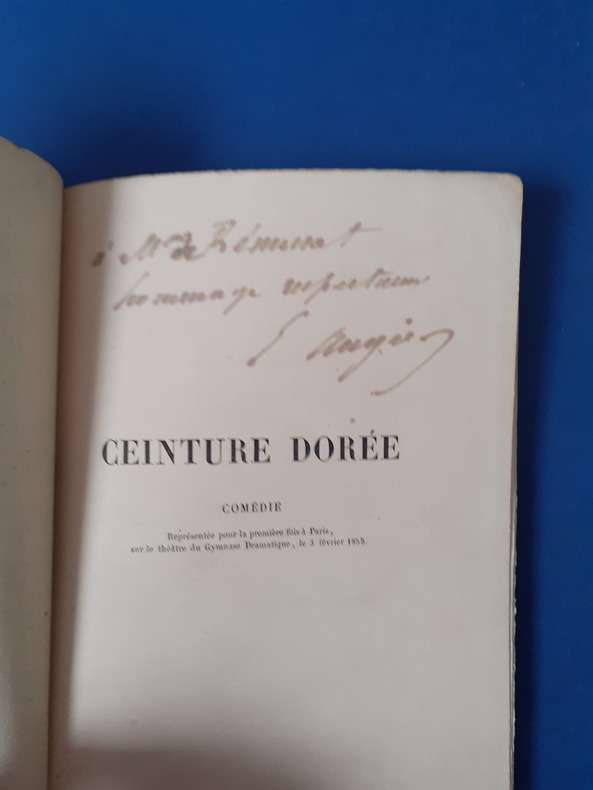 à Mr de Rémusat
hommage respectueux
E Augier
CEINTURE DORÉE
COMÉDIE
Représentée pour la première fois à Paris,
sur le théâtre du Gymnase Dramatique, le 3 février 1855.